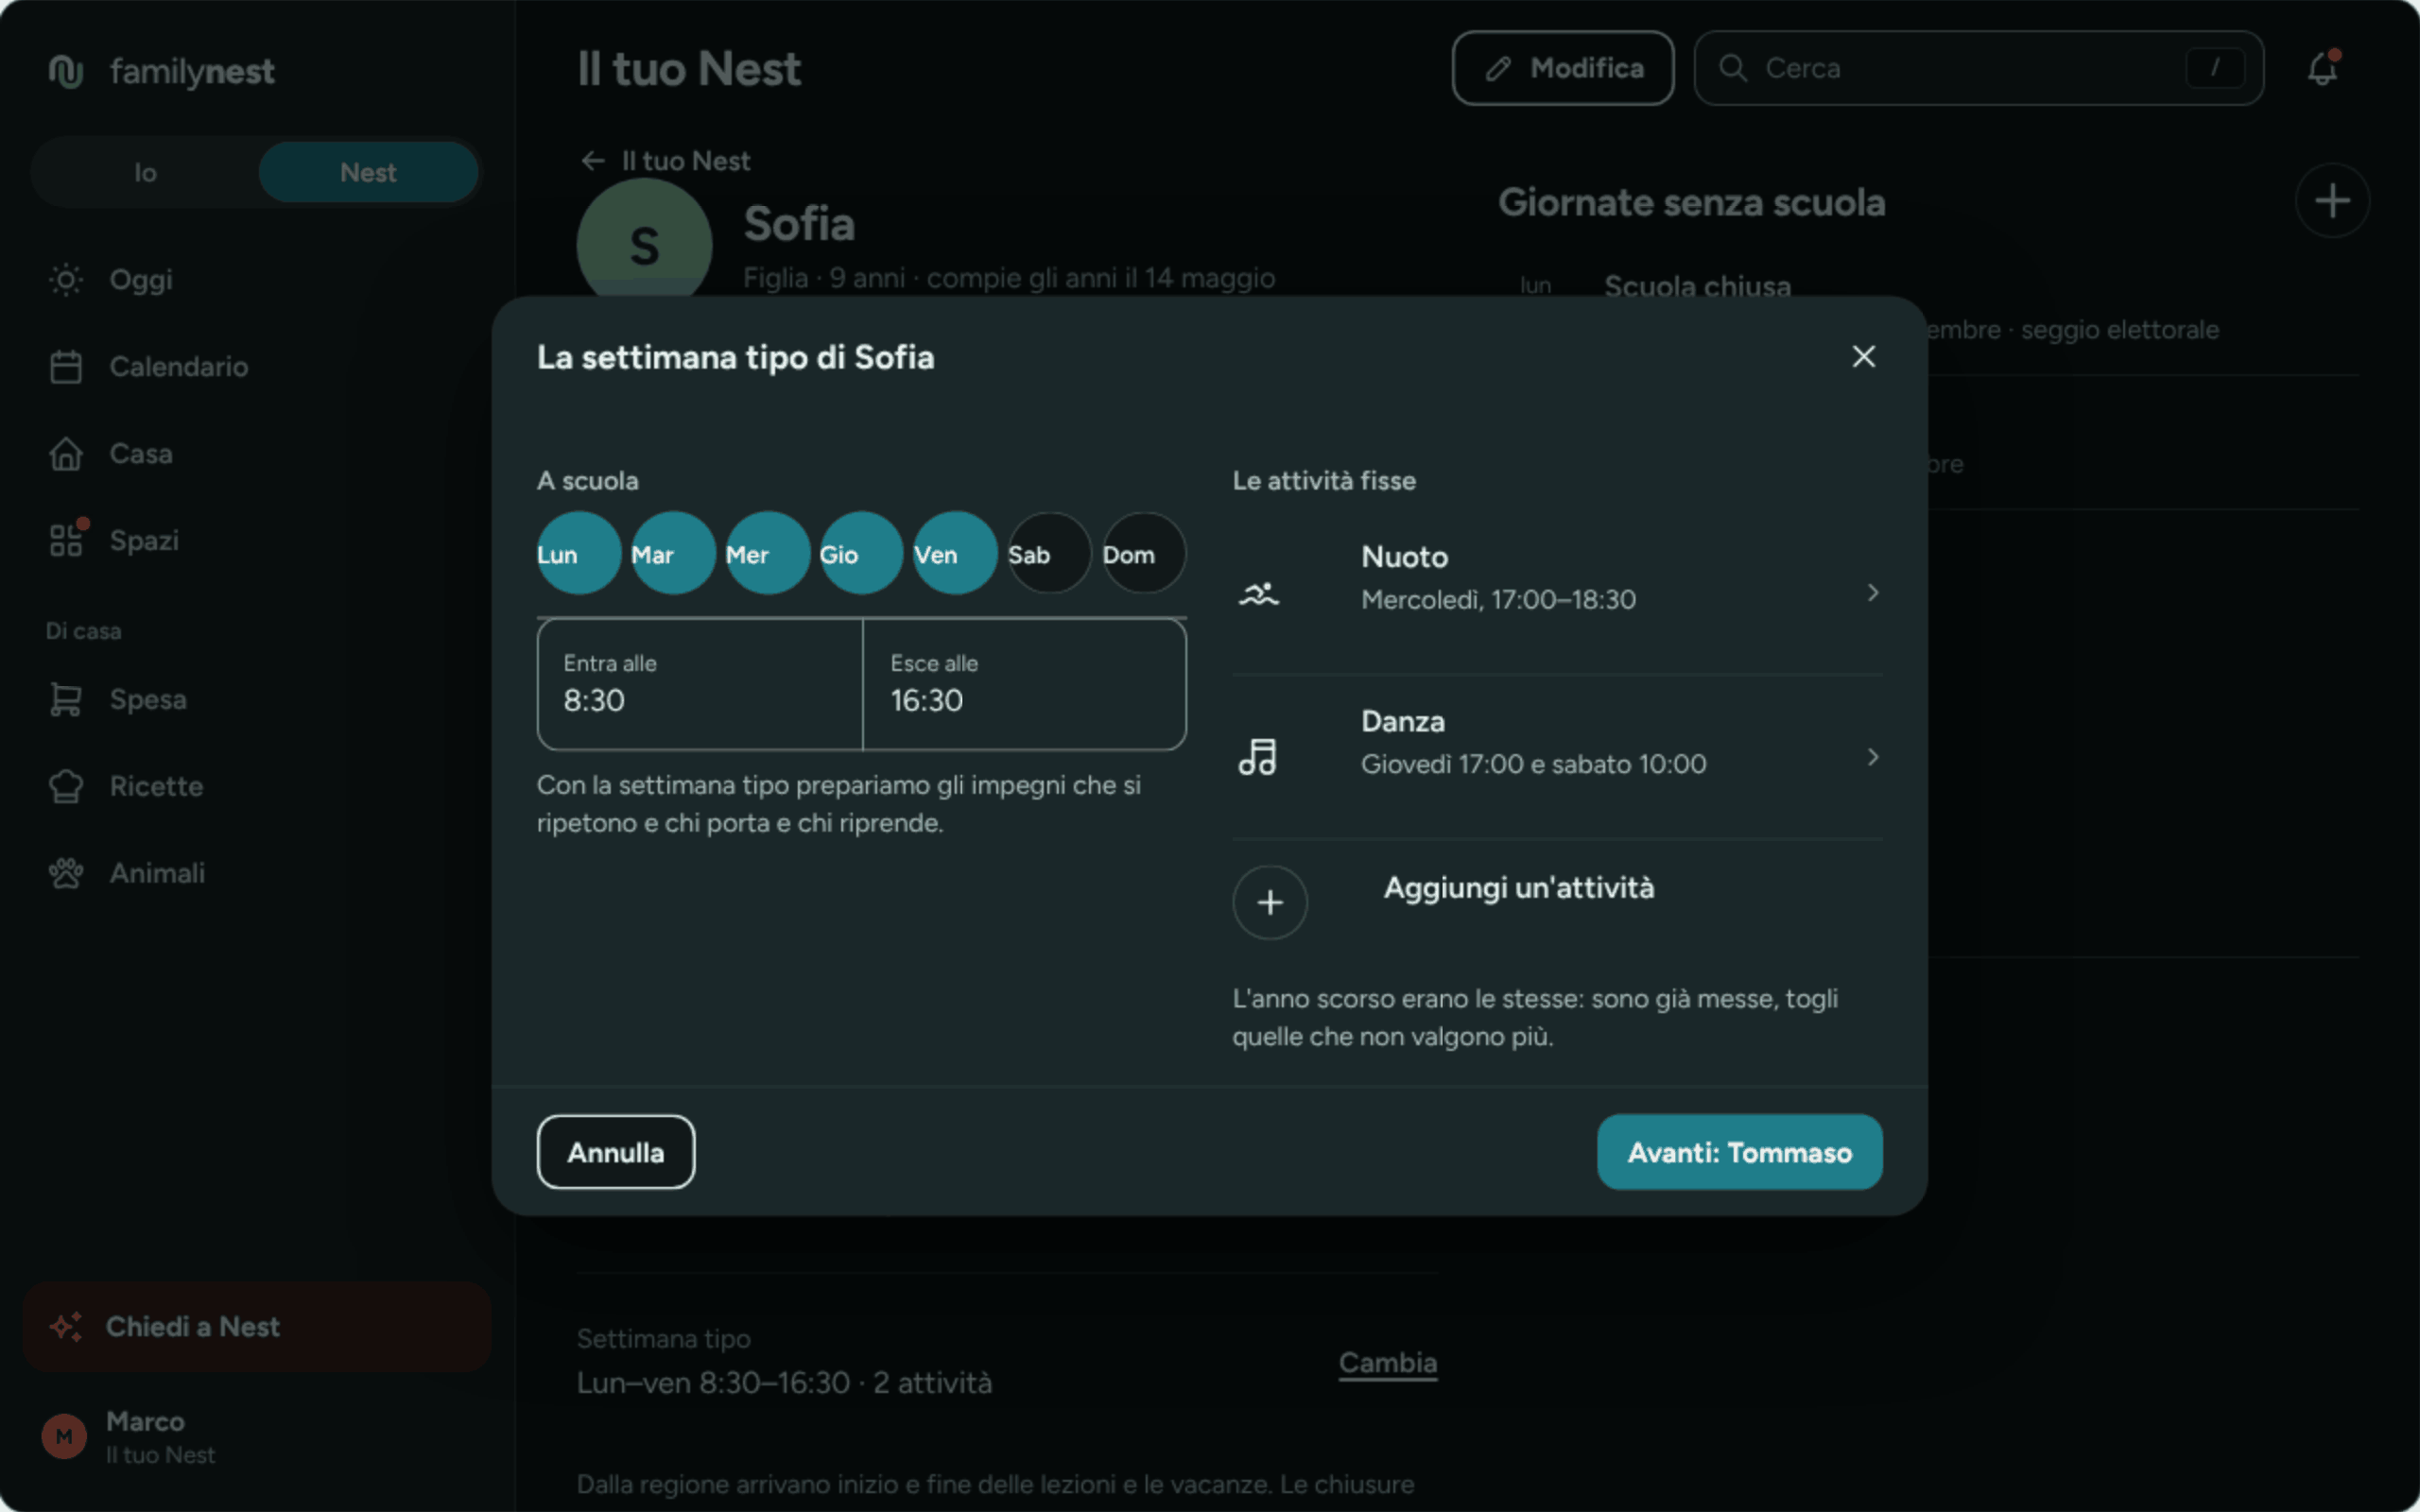 familynest
Io
Nest
Oggi
Calendario
Casa
Spazi
Di casa
Spesa
Ricette
Animali
Chiedi a Nest
M
Marco
Il tuo Nest
Il tuo Nest
Modifica
Cerca
/
Il tuo Nest
S
Sofia
Figlia · 9 anni · compie gli anni il 14 maggio
Giornate senza scuola
lun
Scuola chiusa
embre · seggio elettorale
bre
La settimana tipo di Sofia
A scuola
Lun Mar Mer Gio Ven Sab Dom
Entra alle
8:30
Esce alle
16:30
Con la settimana tipo prepariamo gli impegni che si
ripetono e chi porta e chi riprende.
Le attività fisse
Nuoto
Mercoledì, 17:00–18:30
Danza
Giovedì 17:00 e sabato 10:00
Aggiungi un'attività
L'anno scorso erano le stesse: sono già messe, togli
quelle che non valgono più.
Annulla
Avanti: Tommaso
Settimana tipo
Lun–ven 8:30–16:30 · 2 attività
Cambia
Dalla regione arrivano inizio e fine delle lezioni e le vacanze. Le chiusure